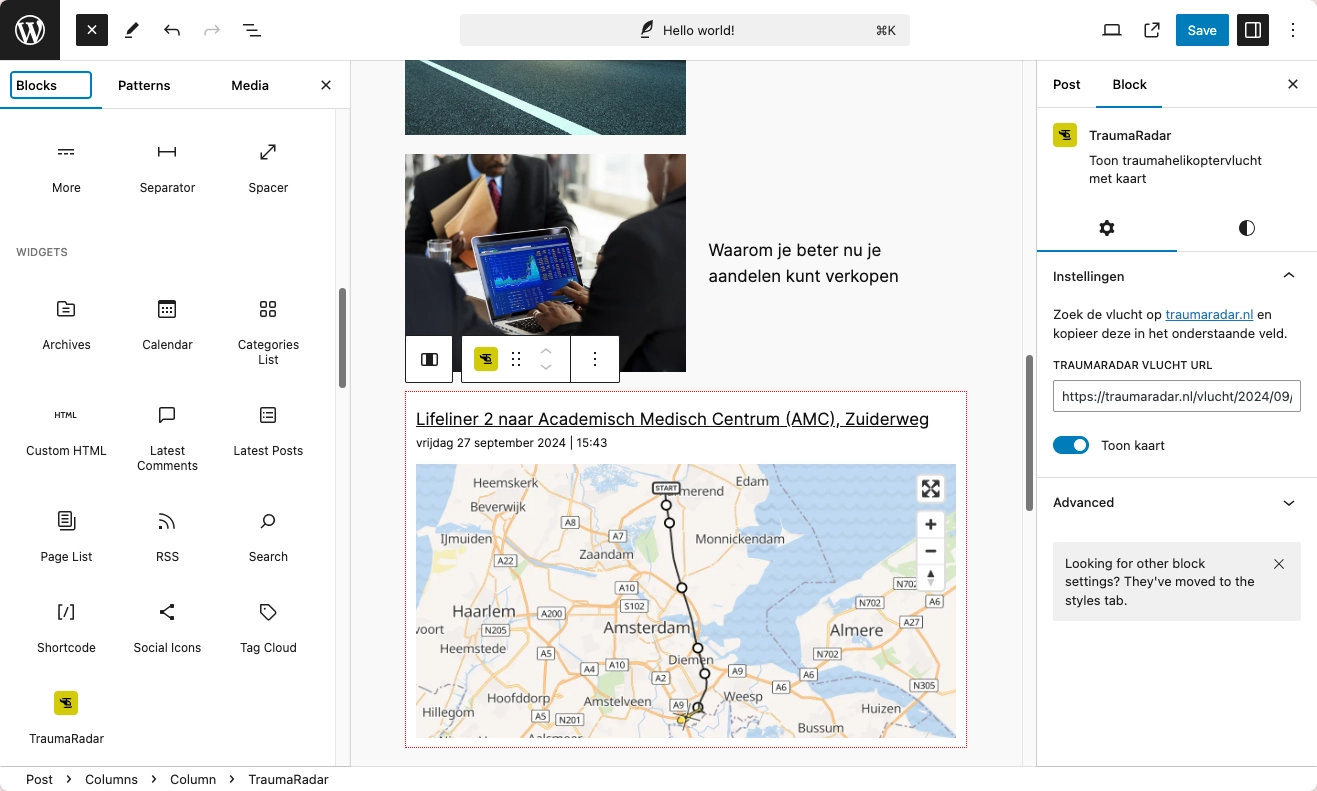 Hello world!
⌘K
Save
Blocks
Patterns
Media
More
Separator
Spacer
WIDGETS
Archives
Calendar
Categories
List
HTML
Custom HTML
Latest
Comments
Latest Posts
Page List
RSS
Search
Shortcode
Social Icons
Tag Cloud
TraumaRadar
Waarom je beter nu je
aandelen kunt verkopen
Lifeliner 2 naar Academisch Medisch Centrum (AMC), Zuiderweg
vrijdag 27 september 2024 | 15:43
Heemskerk
START
merend
Edam
Beverwijk
A8
IJmuiden
A7
Monnickendam
Zaandam
A22
A10
N702
Haarlem
A200
S102
N702
A6
voort
N205
Amsterdam
Almere
A27
Heemstede
A5
Diemen
N702
A4
A10
A9
A6
A2
A6
N305
Hoofddorp
Amstelveen
A9
Weesp
Hillegom
A5
N201
Huizen
Aalsmeer
Bussum
Post
Block
TraumaRadar
Toon traumahelikoptervlucht
met kaart
Instellingen
Zoek de vlucht op traumaradar.nl en
kopieer deze in het onderstaande veld.
TRAUMARADAR VLUCHT URL
https://traumaradar.nl/vlucht/2024/09/
Toon kaart
Advanced
Looking for other block
settings? They've moved to the
styles tab.
Post
Columns
Column
TraumaRadar